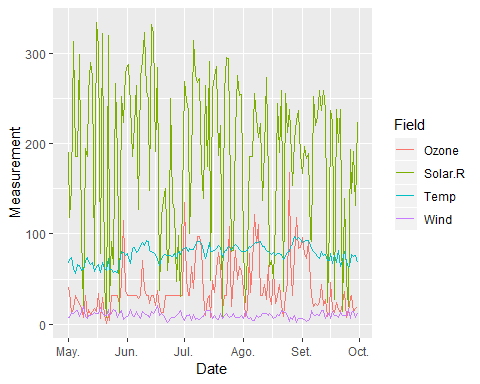 300
200
100
0
Measurement
May.
Jun.
Jul.
Ago.
Set.
Oct.
Date
Field
Ozone
Solar.R
Temp
Wind